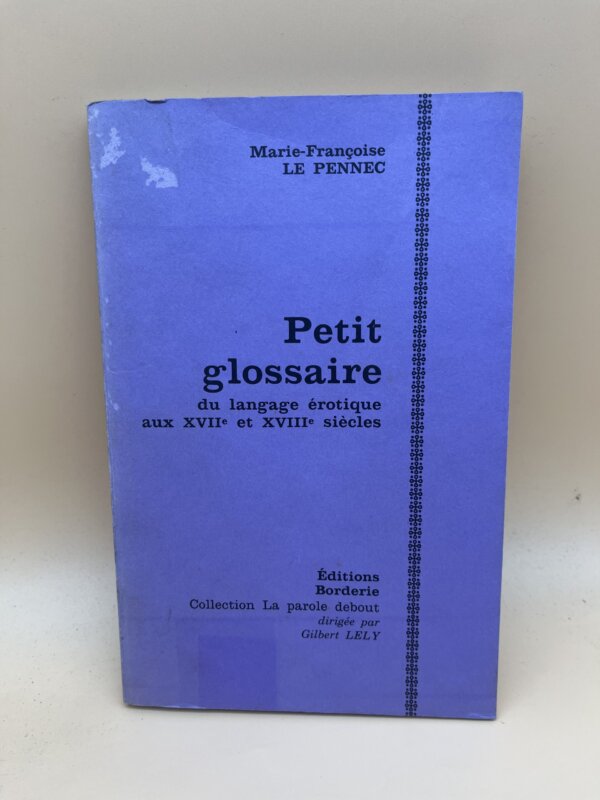 Marie-Françoise
LE PENNEC
Petit
glossaire
du langage érotique
aux XVIIe et XVIIIe siècles
Éditions
Borderie
Collection La parole debout
dirigée par
Gilbert LELY